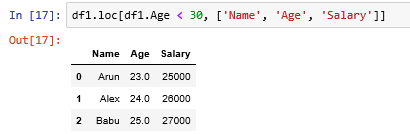 In [17]: df1.loc[df1.Age < 30, ['Name', 'Age', 'Salary']]
Out[17]:
Name Age Salary
0 Arun 23.0 25000
1 Alex 24.0 26000
2 Babu 25.0 27000